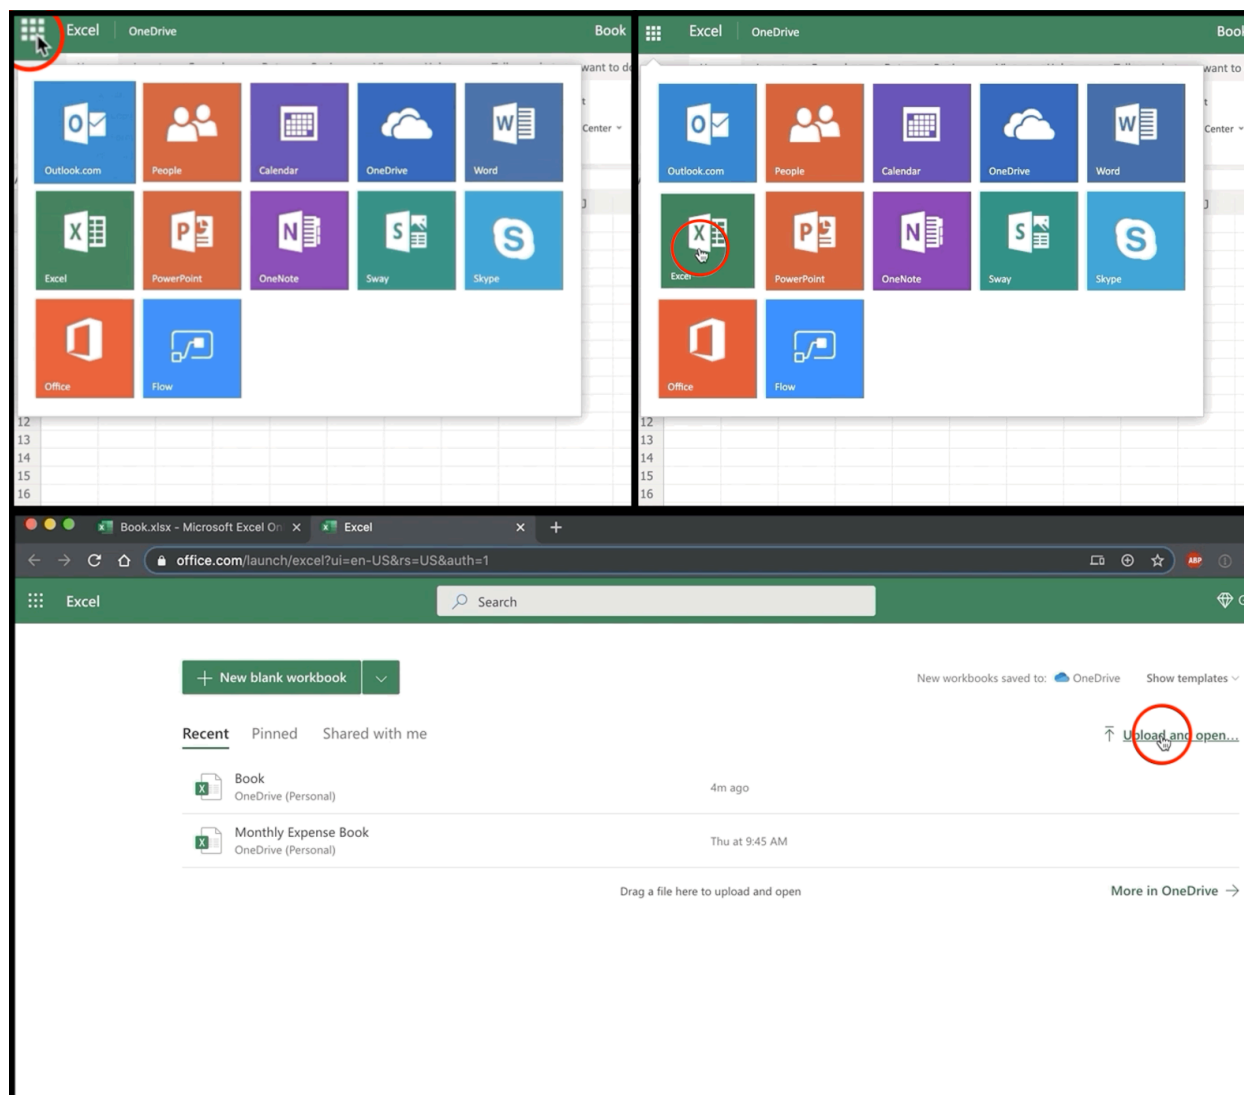 Excel OneDrive Book
want to do
Center
Outlook.com People Calendar OneDrive Word
J
Excel PowerPoint OneNote Sway Skype
Office Flow
12
13
14
15
16
Excel OneDrive Book
want to
Center
Outlook.com People Calendar OneDrive Word
Excel PowerPoint OneNote Sway Skype
Office Flow
12
13
14
15
16
Book.xlsx - Microsoft Excel On Excel
office.com/launch/excel?ui=en-US&rs=US&auth=1 ABP
Excel Search
New blank workbook New workbooks saved to: OneDrive Show templates
Recent Pinned Shared with me Upload and open...
Book
OneDrive (Personal) 4m ago
Monthly Expense Book
OneDrive (Personal) Thu at 9:45 AM
Drag a file here to upload and open More in OneDrive →